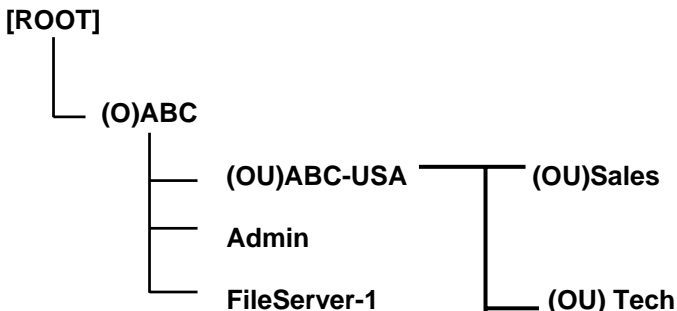 [ROOT]
(O)ABC
(OU)ABC-USA
(OU)Sales
Admin
FileServer-1
(OU) Tech